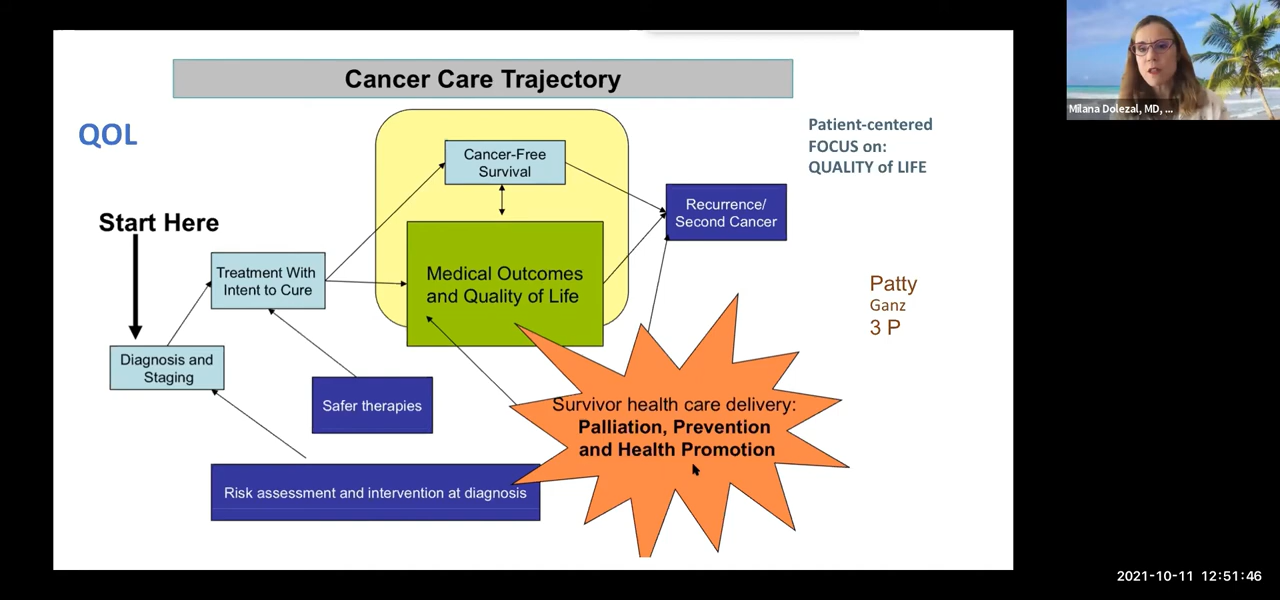 Cancer Care Trajectory
QOL
Patient-centered
FOCUS on:
QUALITY of LIFE
Cancer-Free
Survival
Recurrence/
Second Cancer
Start Here
Treatment With
Intent to Cure
Medical Outcomes
and Quality of Life
Patty
Ganz
3 P
Diagnosis and
Staging
Safer therapies
Survivor health care delivery:
Palliation, Prevention
and Health Promotion
Risk assessment and intervention at diagnosis
Milana Dolezal, MD, ...
2021-10-11 12:51:46